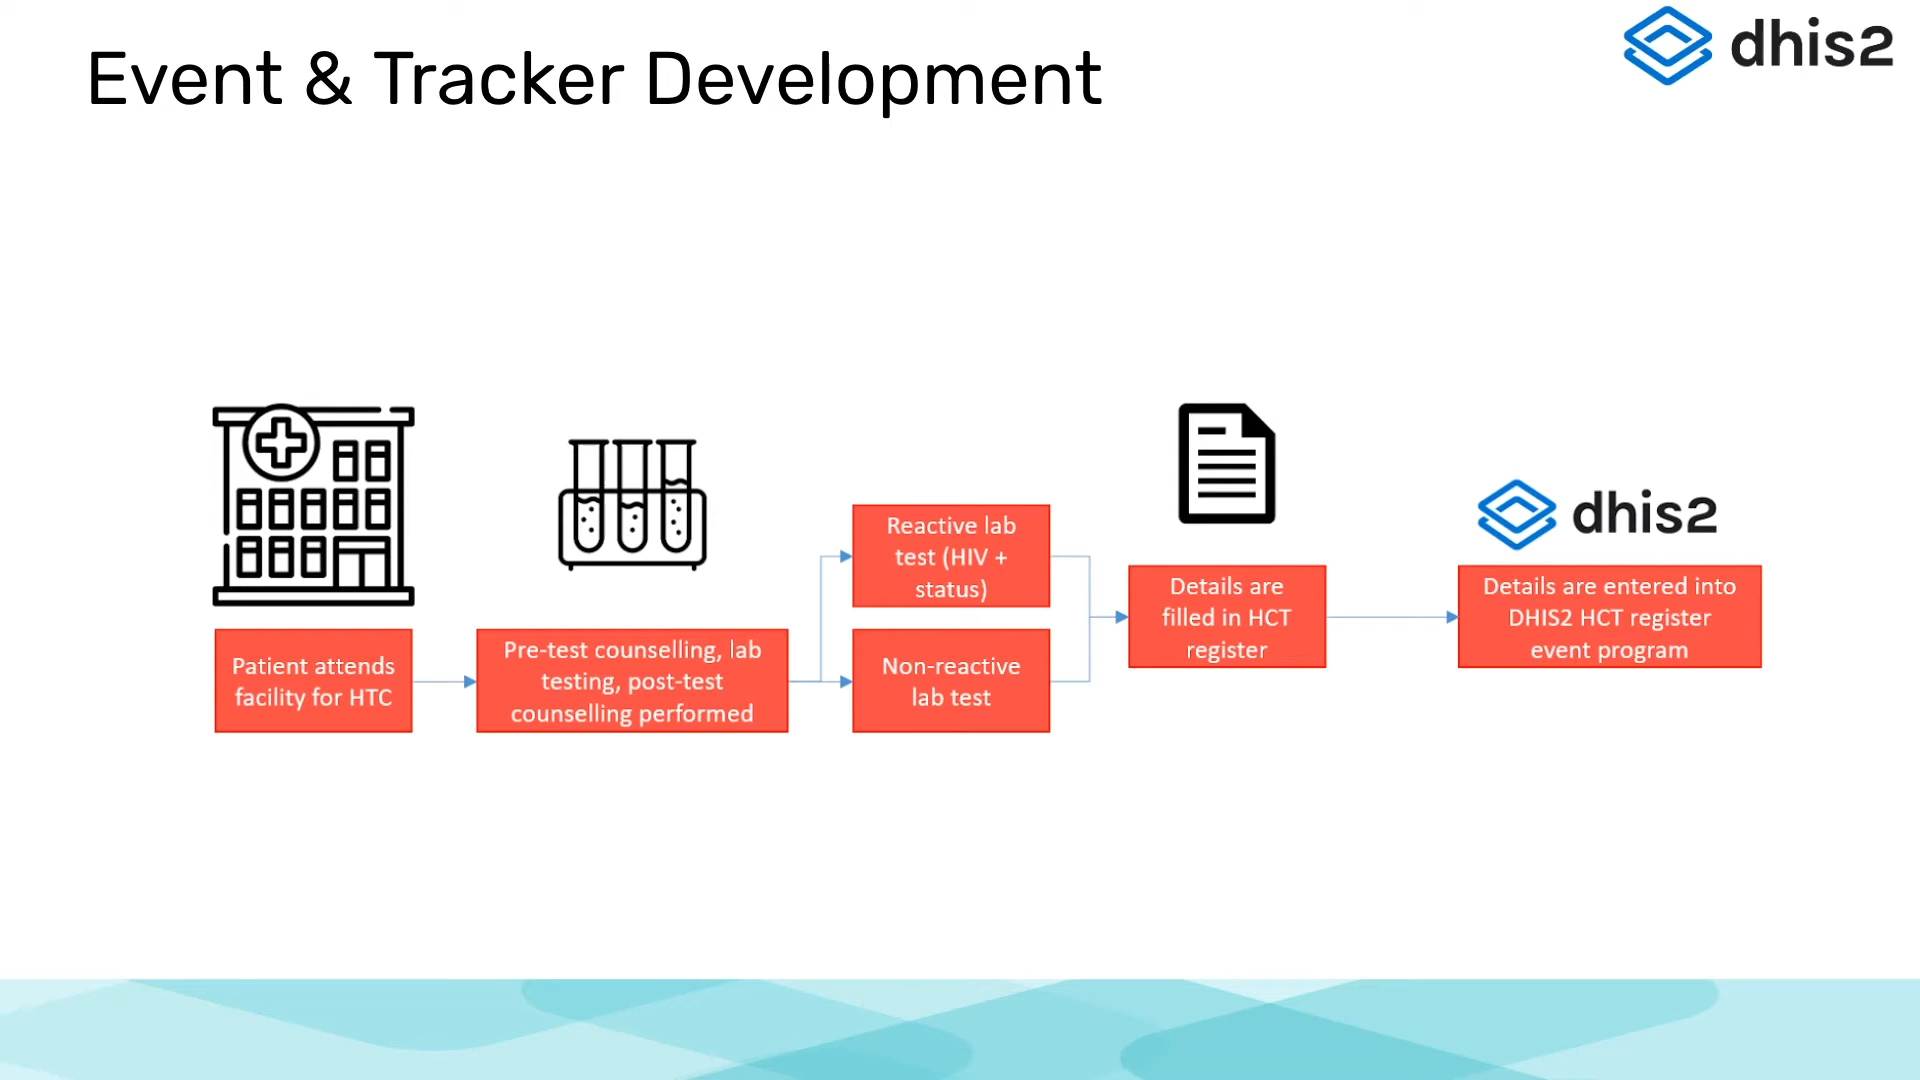 Event & Tracker Development
dhis2
Patient attends
facility for HTC
Pre-test counselling, lab
testing, post-test
counselling performed
Reactive lab
test (HIV +
status)
Non-reactive
lab test
Details are
filled in HCT
register
dhis2
Details are entered into
DHIS2 HCT register
event program